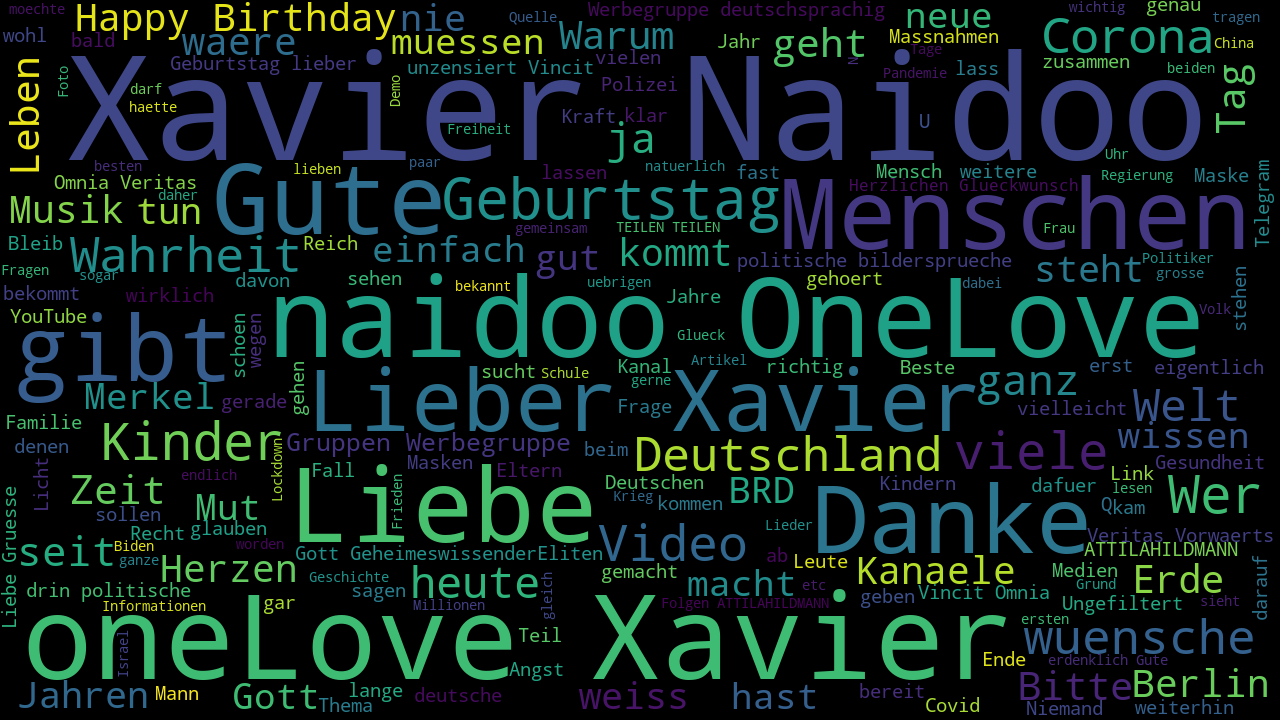 moechte
Happy Birthday
nie
Quelle
Werbegruppe deutschsprachig
neue
wichtig
genau
tragen
wohl
bald
waere
muessen
Warum
Jahr
geht
Massnahmen
Corona
China
Geburtstag lieber
unzensiert Vincit
vielen
Tage
zusammen
Leben
Foto
Xavier Naidoo
darf
haette
Demo
Polizei
Pandemie
lass
beiden
Tag
Kraft
klar
U
Freiheit
ja
Uhr
besten
lieben
paar
natuerlich
fast
Mensch
weitere
Regierung
Maske
Telegram
Omnia Veritas
daher
Gute
Geburtstag
lassen
Herzlichen Glueckwunsch
Menschen
Musik
tun
TEILEN TEILEN
gemeinsam
Frau
Bleib
Wahrheit
Reich
einfach
gut
kommt
politische bildersprueche
steht
Politiker
grosse
Fragen
sogar
davon
sehen
bekannt
uebrigen
gehoert
dabei
stehen
bekommt
wirklich
Jahre
YouTube
naidoo OneLove
Volk
gibt
schoen
wegen
Glueck
gehen
sucht
Schule
Kanal
Artikel
richtig
Beste
erst
eigentlich
gerne
Merkel
gerade
Lieber Xavier
ganz
Frage
vielleicht
Welt
Familie
denen
Kinder
Gruppen Werbegruppe
beim
Deutschland
viele
wissen
Licht
endlich
Lockdown
Fall
Masken
Eltern
Deutschen
BRD
Kindern
Link
Gesundheit
Zeit
Mut
Liebe
Frieden
Krieg
kommen
Danke
dafuer
lesen
Wer
sollen
Recht
glauben
Lieder
Q
kam
Liebe Gruesse
seit
Biden
ganze
worden
Video
Veritas Vorwaerts
Gott GeheimeswissenderEliten
ab
Leute
ATTILAHILDMANN
Herzen
Geschichte
heute
gemacht
macht
etc
Kanaele
Medien
Grund
Erde
drin politische
sagen
gleich
geben
Vincit Omnia
darauf
Informationen
gar
Millionen
Folgen ATTILAHILDMANN
Ungefiltert
sieht
oneLove Xavier
Israel
Teil
ersten
wuensche
Angst
Ende
erdenklich Gute
Jahren
Mann
Gott
Thema
lange
deutsche
weiss
hast
bereit
Covid
Bitte
Berlin
Niemand
weiterhin